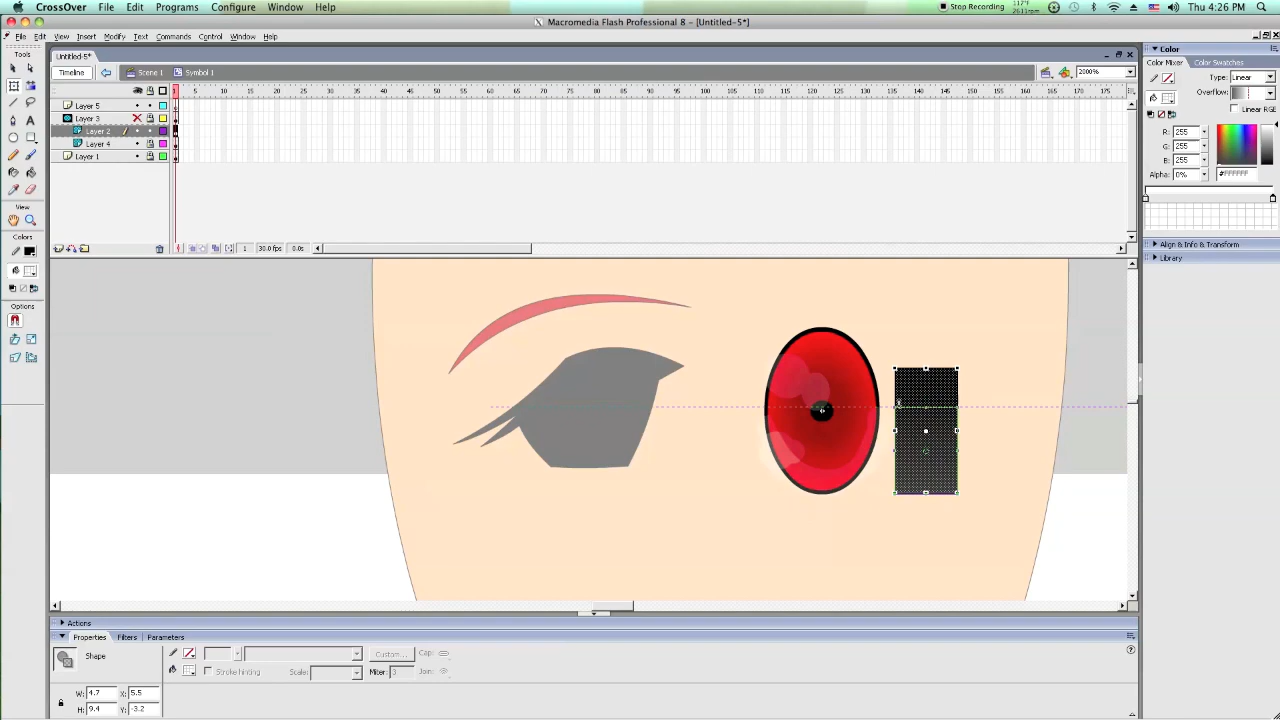 CrossOver File Edit Programs Configure Window Help Stop Recording 117°F 2611rpm Thu 4:26 PM
Macromedia Flash Professional 8 - [Untitled-5*]
File Edit View Insert Modify Text Commands Control Window Help
Tools
Untitled-5*
Timeline Scene 1 Symbol 1 2000%
1 5 10 15 20 25 30 35 40 45 50 55 60 65 70 75 80 85 90 95 100 105 110 115 120 125 130 135 140 145 150 155 160 165 170 175
Layer 5
Layer 3
Layer 2
Layer 4
Layer 1
1 30.0 fps 0.0s
View
Colors
Options
Color
Color Mixer Color Swatches
Type: Linear
Overflow:
Linear RGB
R: 255
G: 255
B: 255
Alpha: 0% #FFFFFF
Align & Info & Transform
Library
Actions
Properties Filters Parameters
Shape
Custom... Cap:
Stroke hinting Scale: Miter: 3 Join:
W: 4.7 X: 5.5
H: 9.4 Y: -3.2